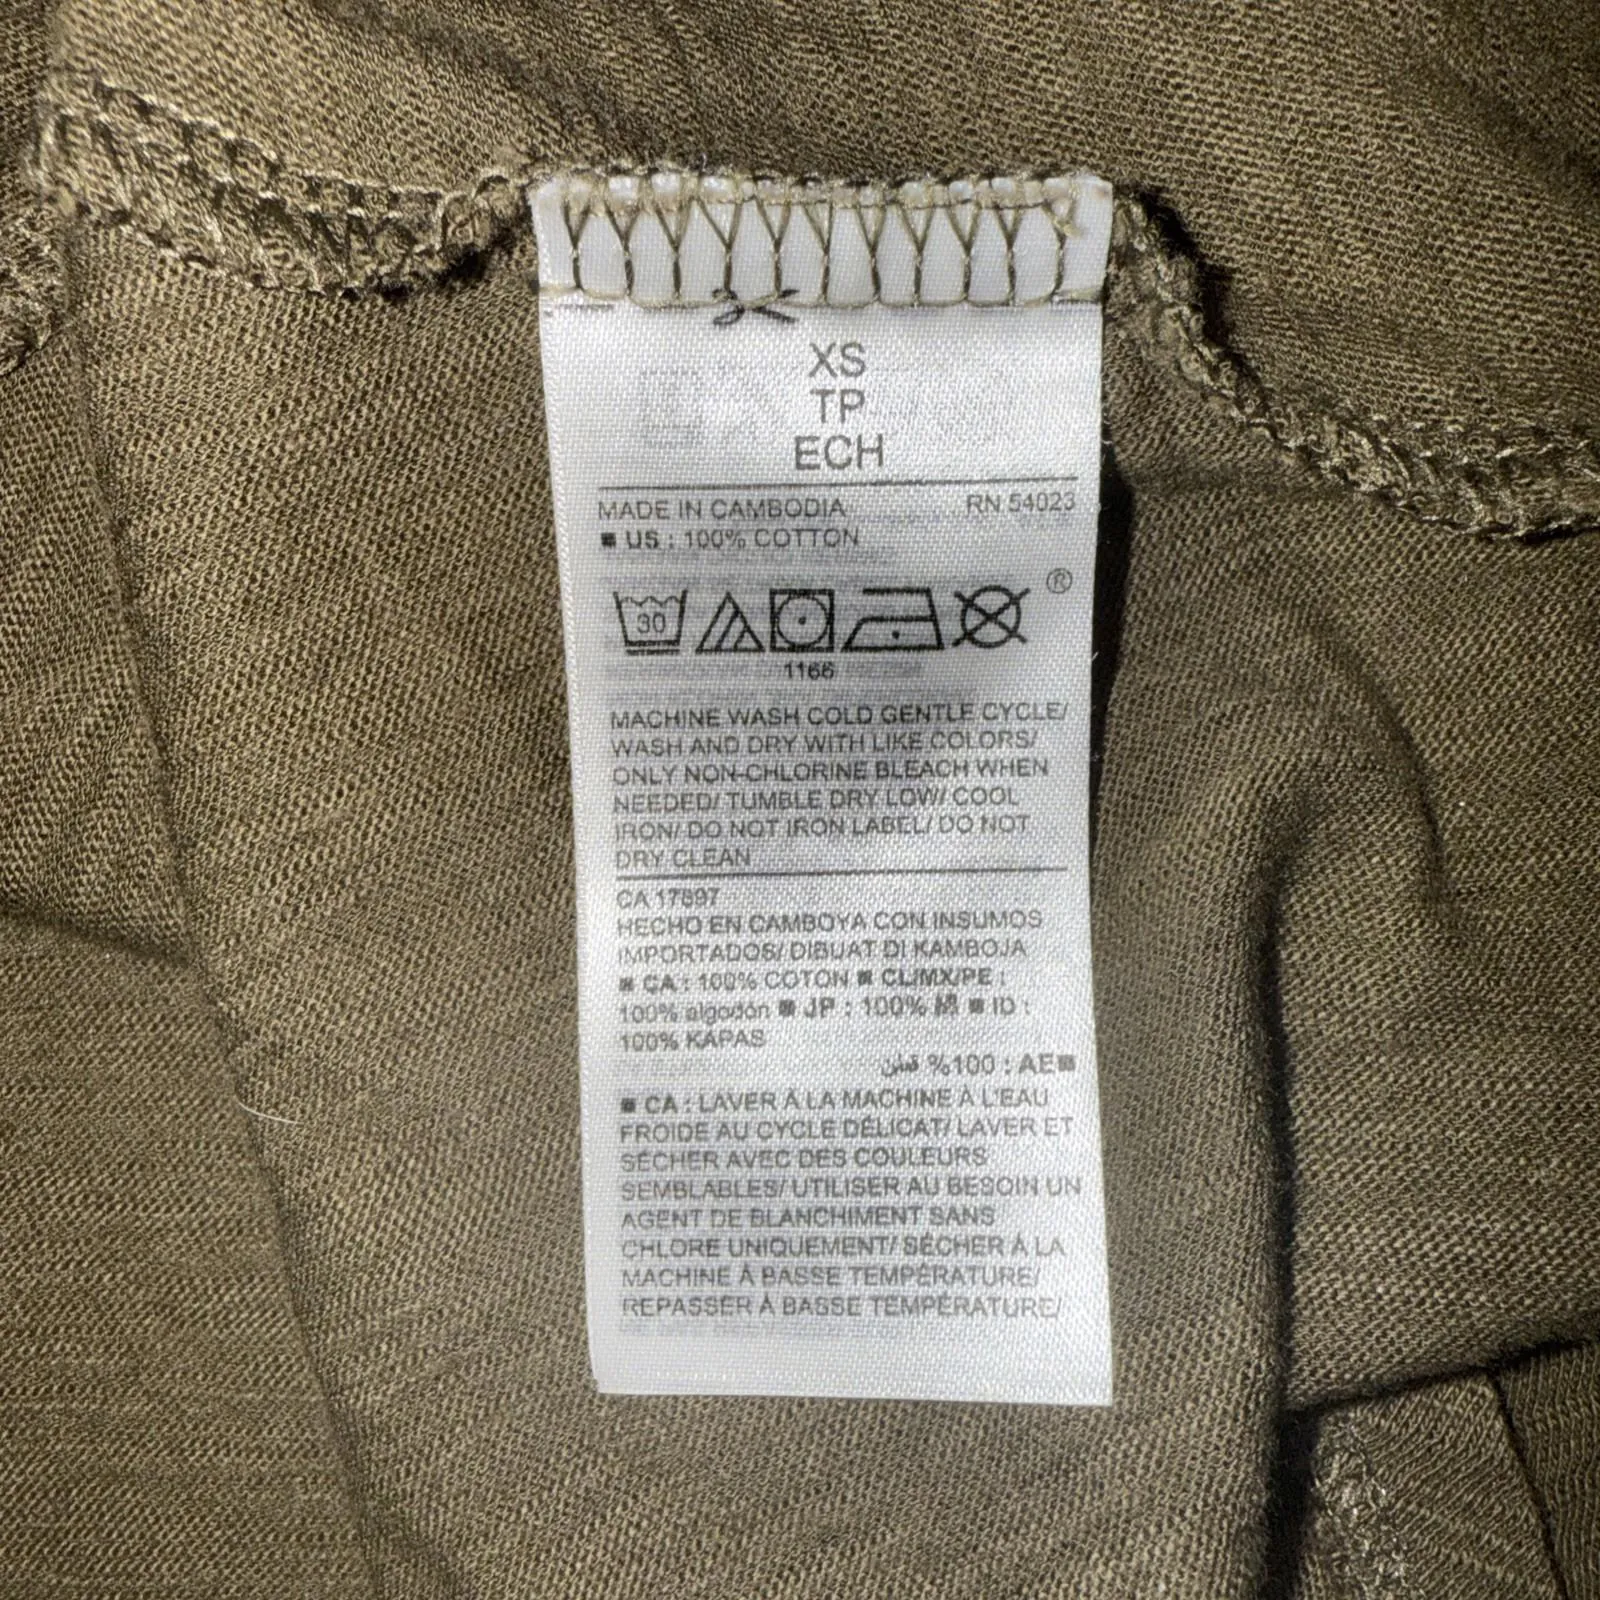 XS
TP
ECH
MADE IN CAMBODIA RN 54023
■ US : 100% COTTON
30 ®
1166
MACHINE WASH COLD GENTLE CYCLE/
WASH AND DRY WITH LIKE COLORS/
ONLY NON-CHLORINE BLEACH WHEN
NEEDED/ TUMBLE DRY LOW/ COOL
IRON/ DO NOT IRON LABEL/ DO NOT
DRY CLEAN
CA 17897
HECHO EN CAMBOYA CON INSUMOS
IMPORTADOS/ DIBUAT DI KAMBOJA
■ CA : 100% COTON ■ CL/MX/PE :
100% algodón ■ JP : 100% 綿 ■ ID :
100% KAPAS
■AE : 100% قطن
■ CA : LAVER À LA MACHINE À L'EAU
FROIDE AU CYCLE DÉLICAT/ LAVER ET
SÉCHER AVEC DES COULEURS
SEMBLABLES/ UTILISER AU BESOIN UN
AGENT DE BLANCHIMENT SANS
CHLORE UNIQUEMENT/ SÉCHER À LA
MACHINE À BASSE TEMPÉRATURE/
REPASSER À BASSE TEMPÉRATURE/